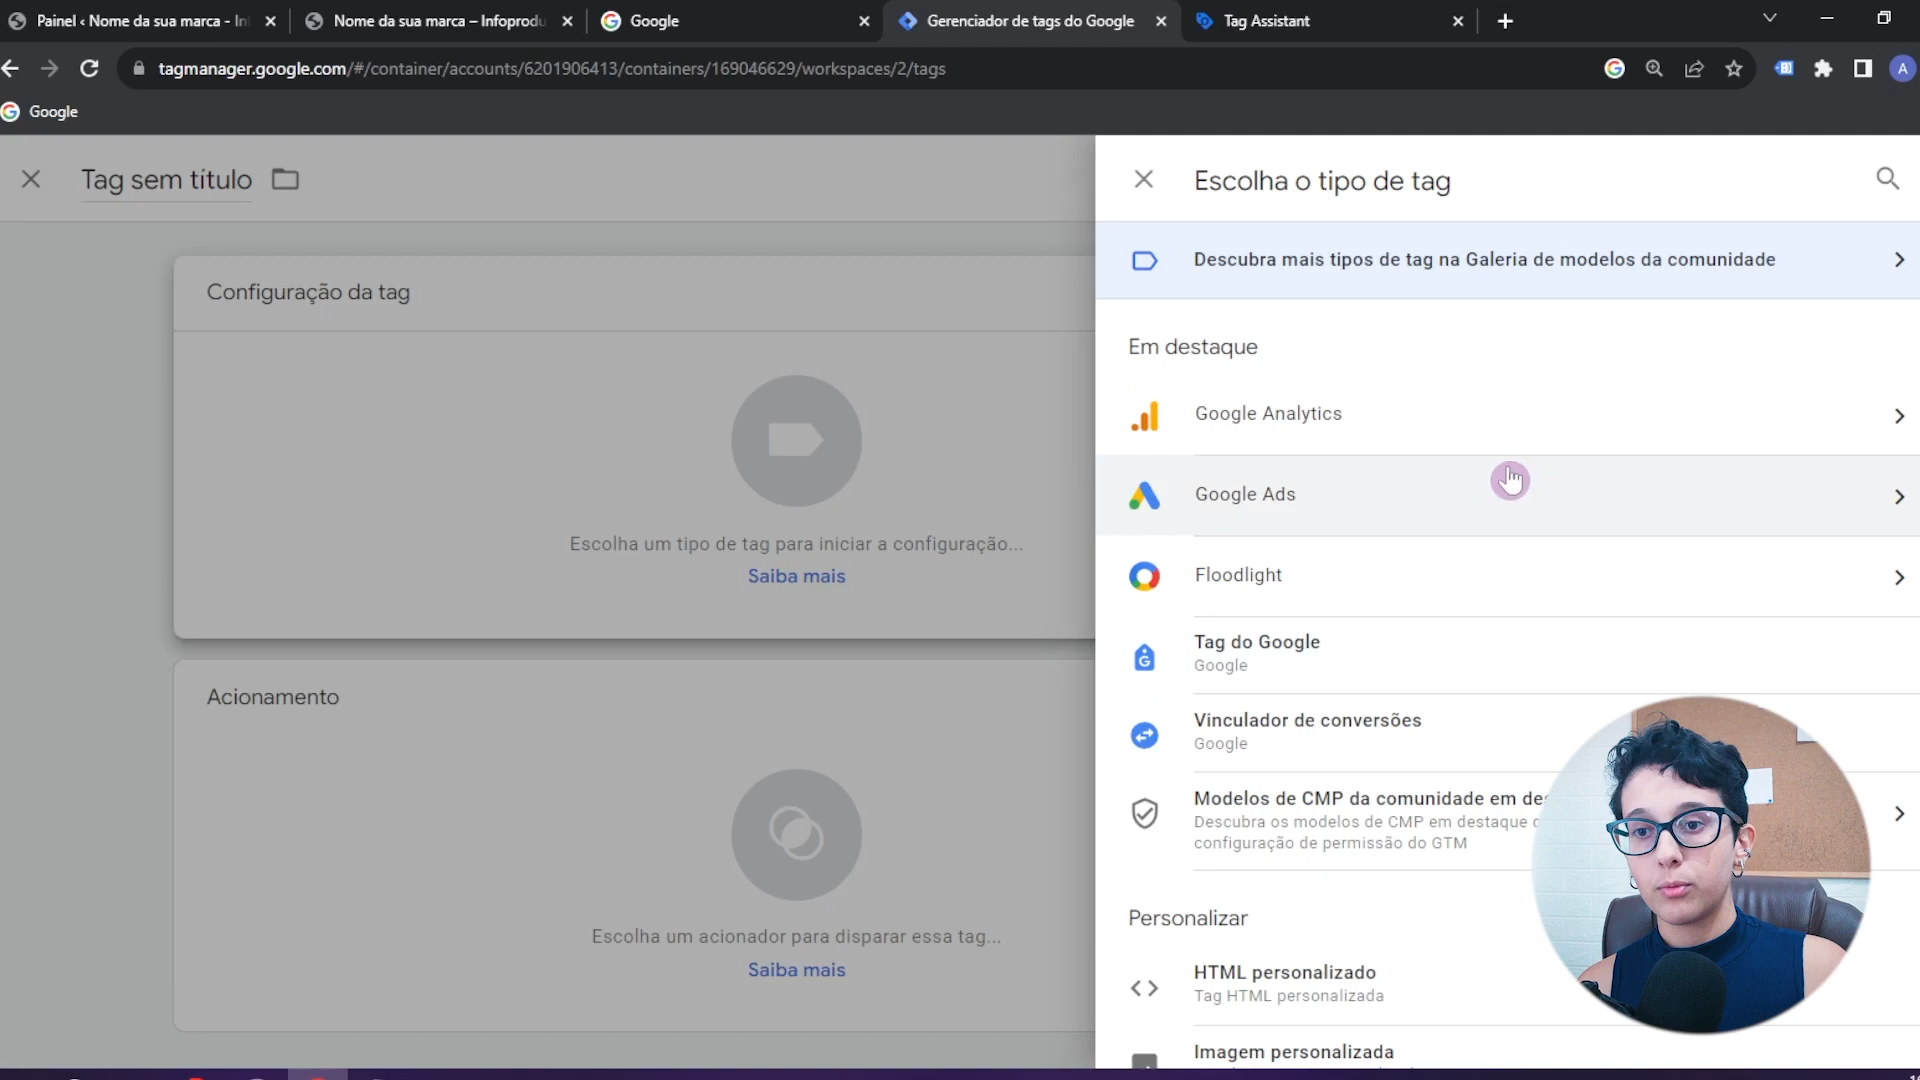 Painel ‹ Nome da sua marca - In
Nome da sua marca – Infoprodu
Google
Gerenciador de tags do Google
Tag Assistant
tagmanager.google.com/#/container/accounts/6201906413/containers/169046629/workspaces/2/tags
A
Google
Tag sem título
Escolha o tipo de tag
Descubra mais tipos de tag na Galeria de modelos da comunidade
Configuração da tag
Em destaque
Google Analytics
Google Ads
Escolha um tipo de tag para iniciar a configuração...
Saiba mais
Floodlight
Tag do Google
Google
Acionamento
Vinculador de conversões
Google
Modelos de CMP da comunidade em de
Descubra os modelos de CMP em destaque
configuração de permissão do GTM
Escolha um acionador para disparar essa tag...
Saiba mais
Personalizar
HTML personalizado
Tag HTML personalizada
Imagem personalizada